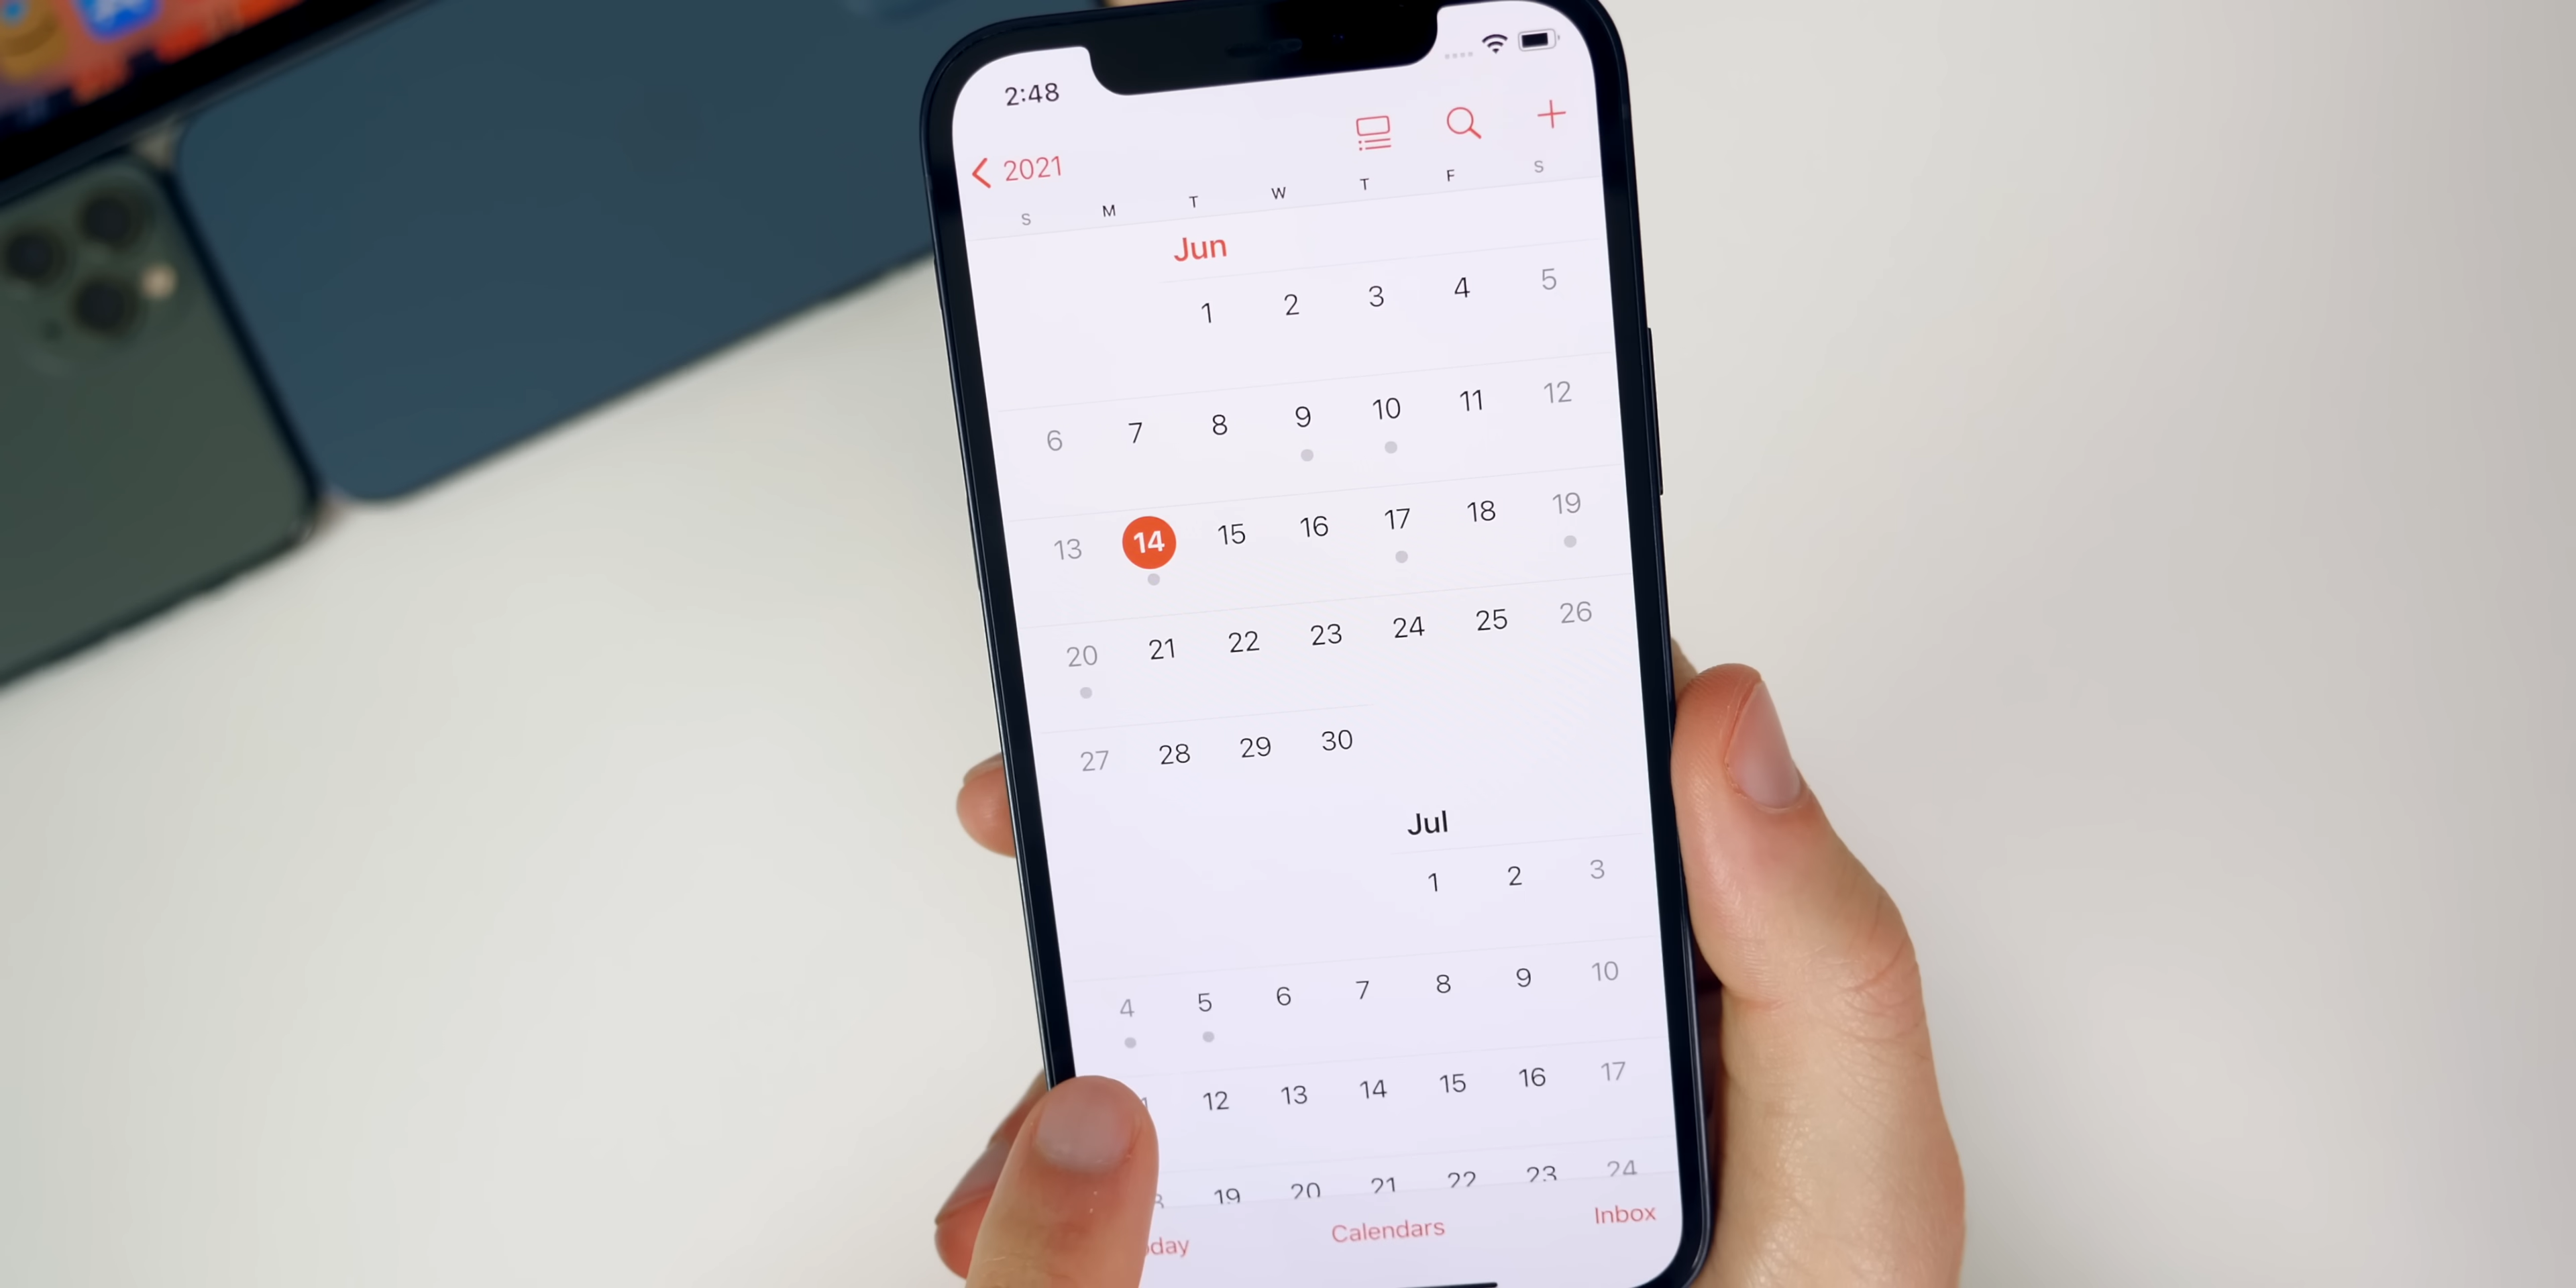 2:48
2021
S M T W T F S
Jun
1 2 3 4 5
6 7 8 9 10 11 12
13 14 15 16 17 18 19
20 21 22 23 24 25 26
27 28 29 30
Jul
1 2 3
4 5 6 7 8 9 10
12 13 14 15 16 17
19 20 21 22 23 24
Calendars Inbox